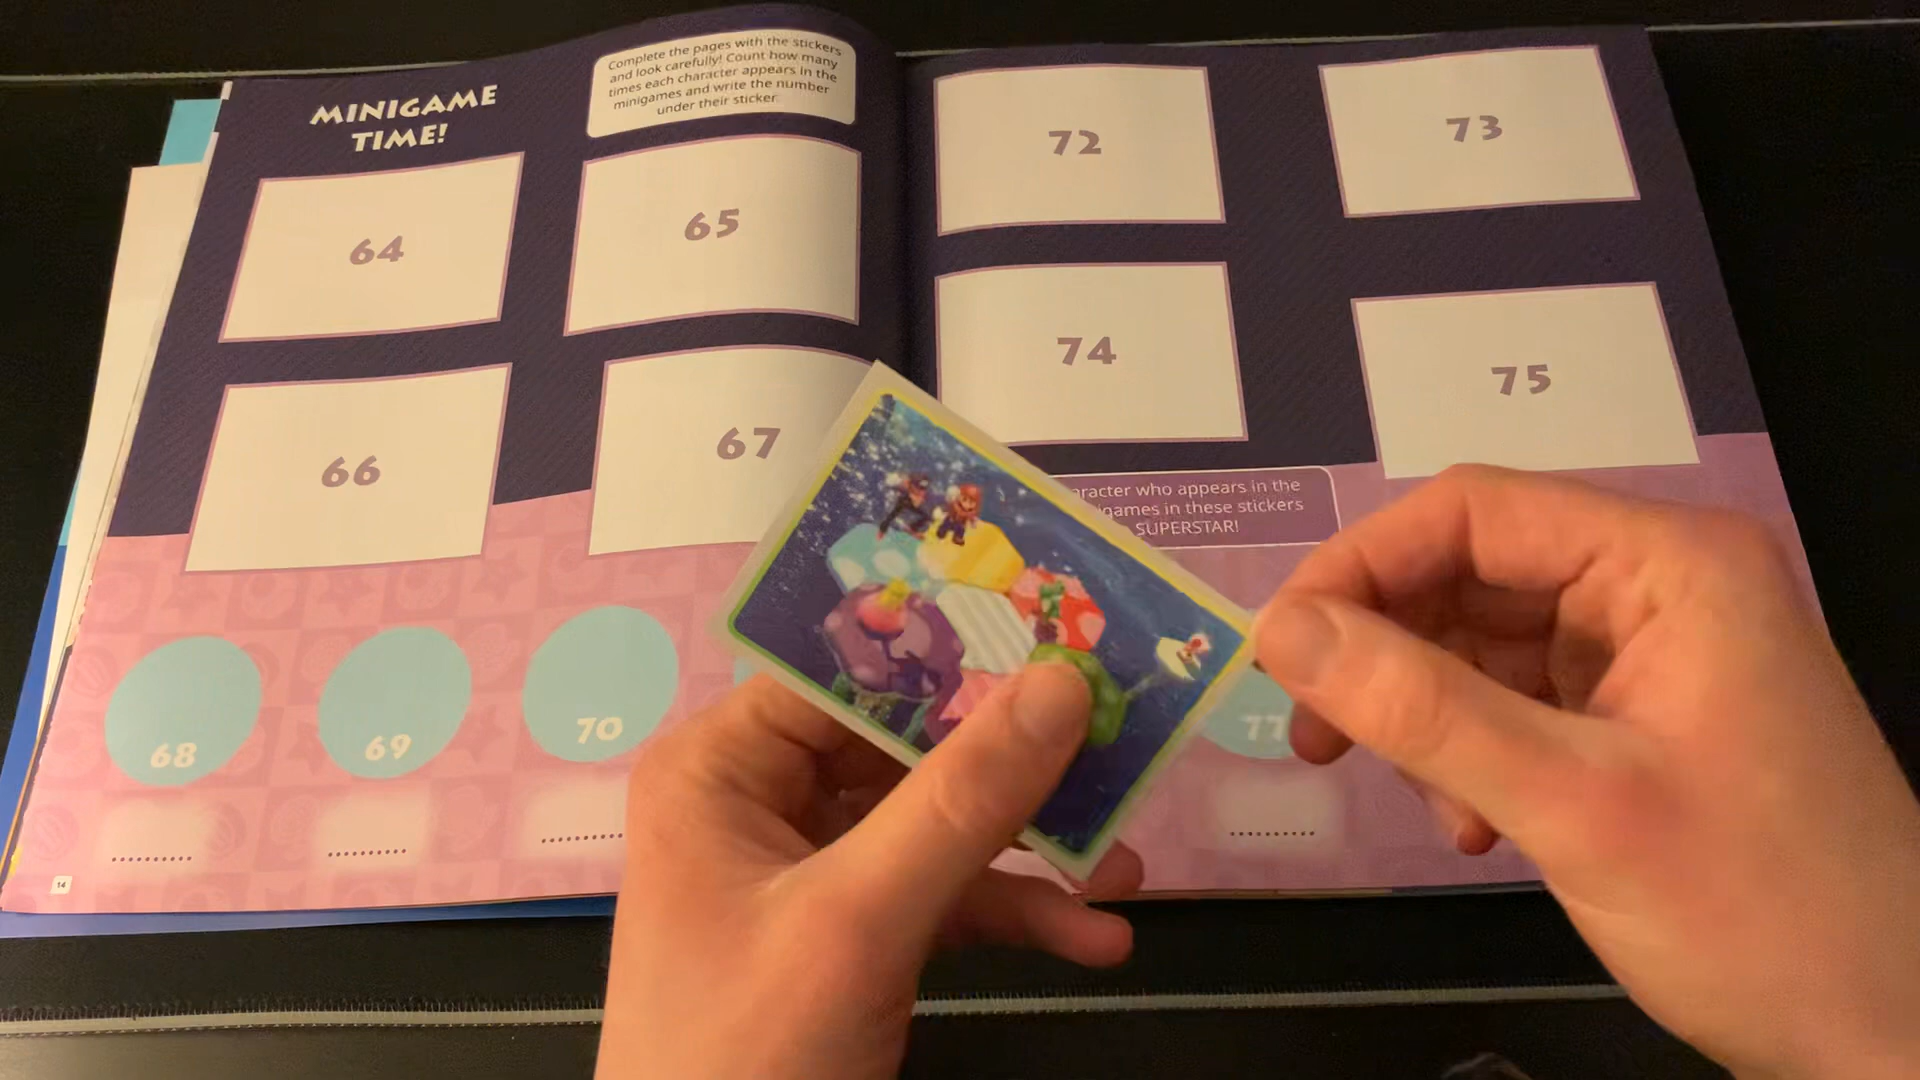 MINIGAME
TIME!
Complete the pages with the stickers
and look carefully! Count how many
times each character appears in the
minigames and write the number
under their sticker.
64
65
66
67
68
69
70
14
72
73
74
75
who appears in the
in these stickers
SUPERSTAR!
77